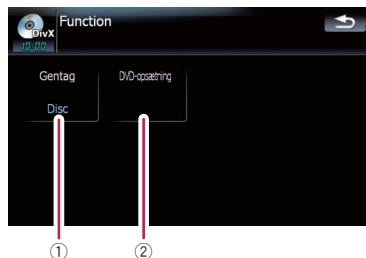 Function
DivX
10:00
Gentag
DVD-opsætning
Disc
① ②